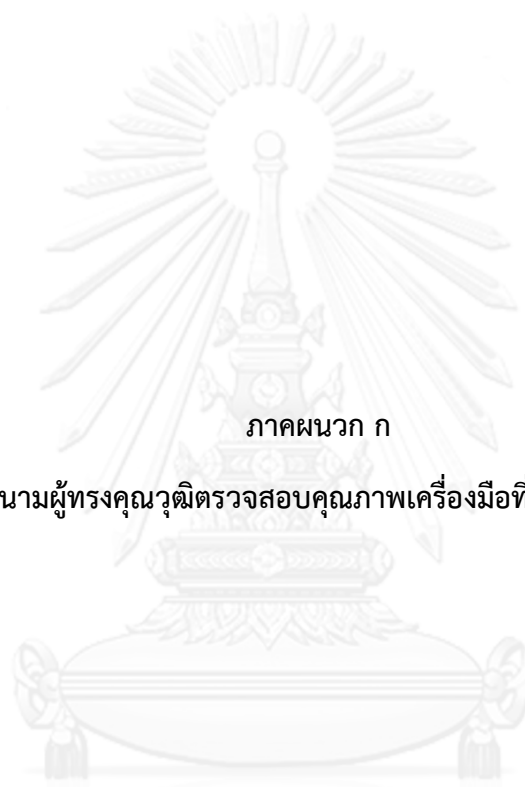 ภาคผนวก ก
นามผู้ทรงคุณวุฒิตรวจสอบคุณภาพเครื่องมือที่